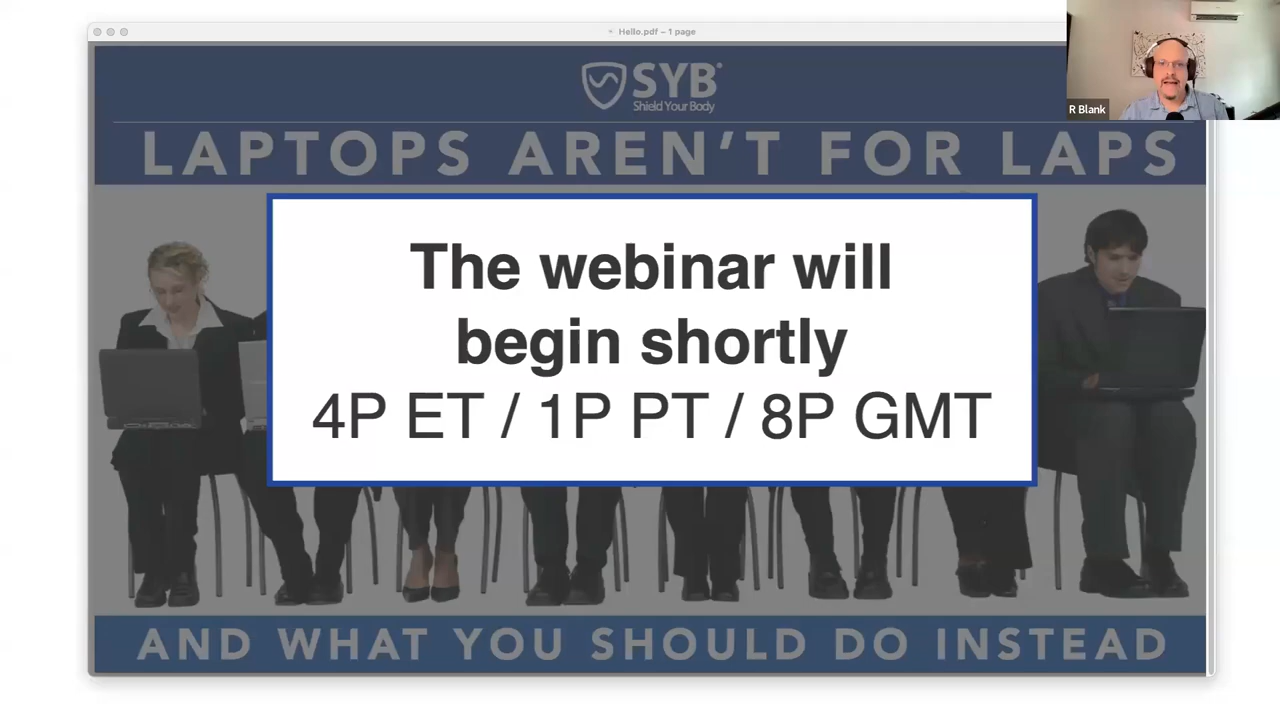 Hello.pdf – 1 page
SYB®
Shield Your Body
R Blank
LAPTOPS AREN'T FOR LAPS
The webinar will
begin shortly
4P ET / 1P PT / 8P GMT
AND WHAT YOU SHOULD DO INSTEAD